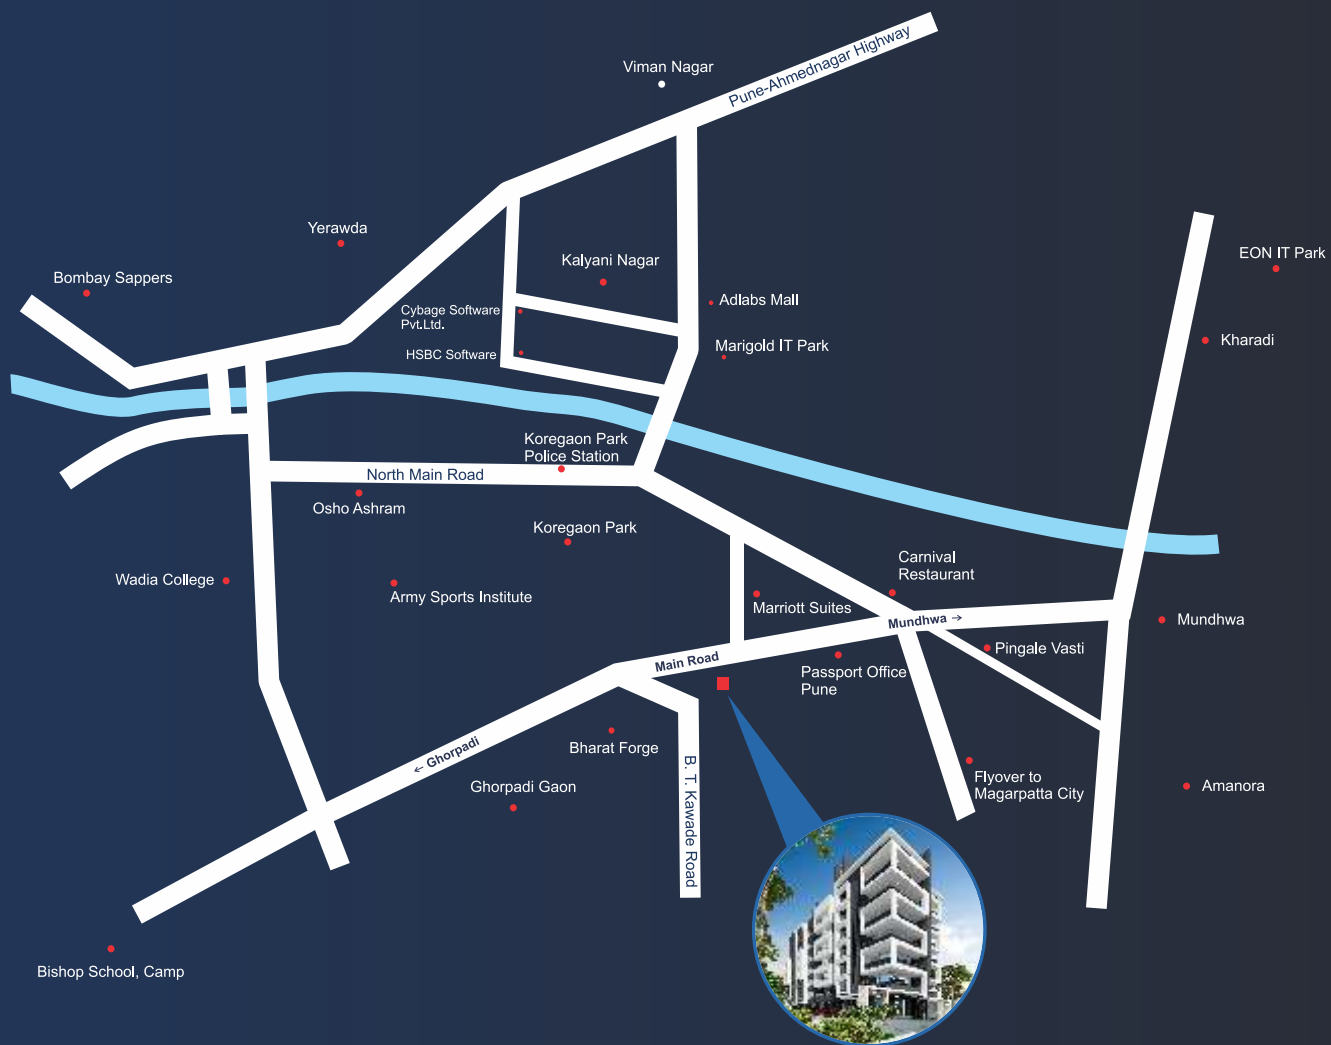 Pune-Ahmednagar Highway
Viman Nagar
Yerawda
EON IT Park
Kalyani Nagar
Bombay Sappers
Adlabs Mall
Cybage Software
Pvt.Ltd.
Kharadi
Marigold IT Park
HSBC Software
Koregaon Park
Police Station
North Main Road
Osho Ashram
Koregaon Park
Carnival
Restaurant
Wadia College
Army Sports Institute
Marriott Suites
Mundhwa →
Mundhwa
Pingale Vasti
Main Road
Passport Office
Pune
Bharat Forge
← Ghorpadi
Ghorpadi Gaon
Flyover to
Magarpatta City
Amanora
B. T. Kawade Road
Bishop School, Camp